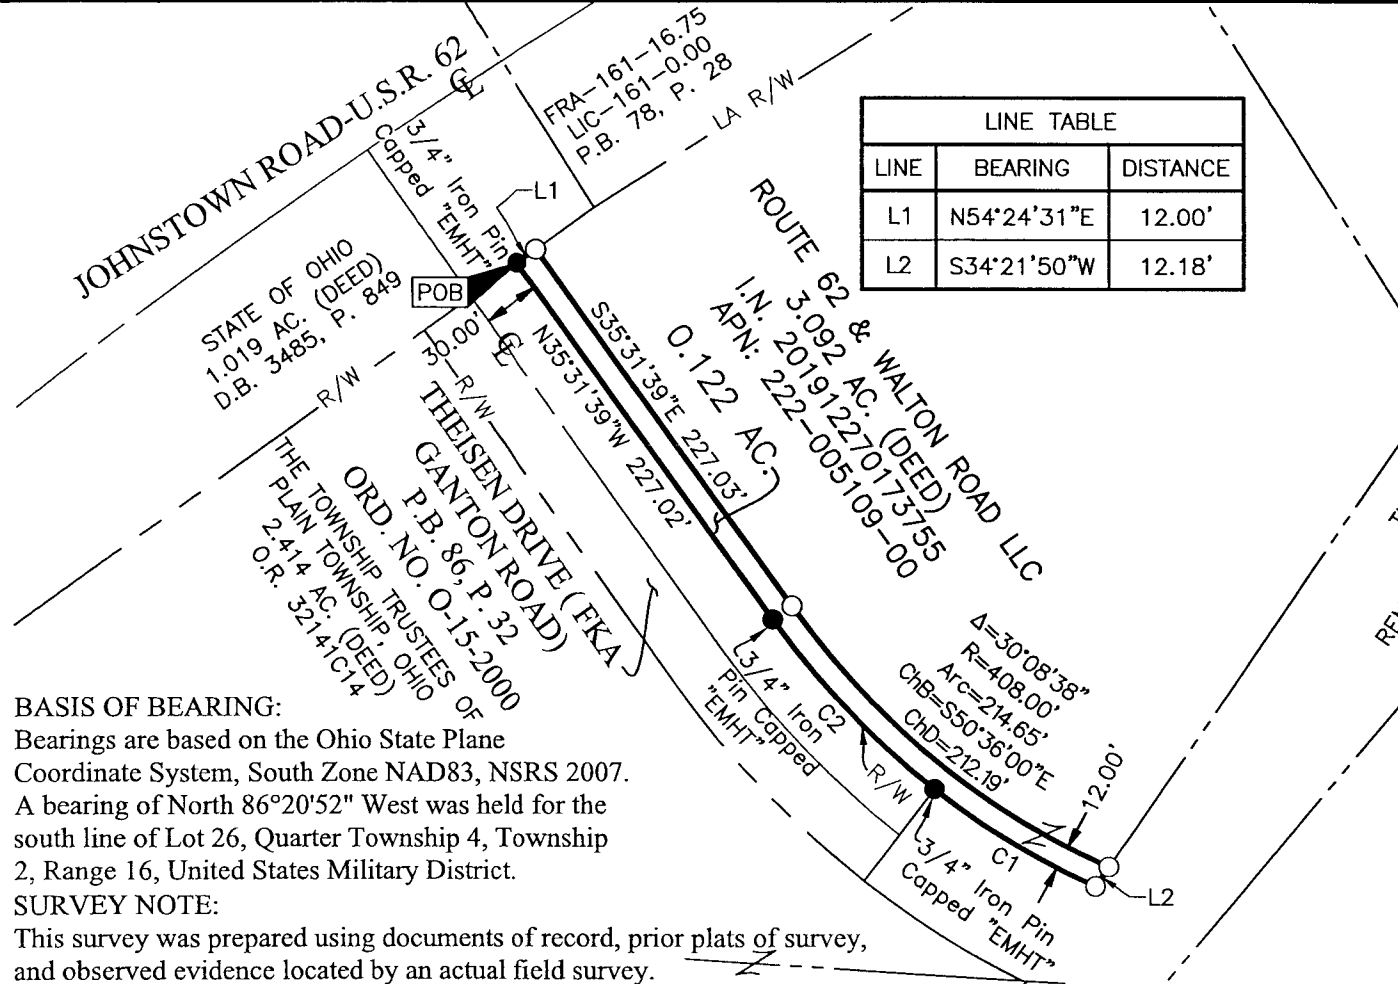 JOHNSTOWN ROAD-U.S.R. 62
℄
FRA-161-16.75
LIC-161-0.00
P.B. 78, P. 28
LA R/W
3/4" Iron Pin
Capped "EMHT"
L1
LINE TABLE
LINE BEARING DISTANCE
L1 N54°24'31"E 12.00'
L2 S34°21'50"W 12.18'
STATE OF OHIO
1.019 AC. (DEED)
D.B. 3485, P. 849
POB
R/W
30.00'
℄
R/W
ROUTE 62 & WALTON ROAD LLC
3.092 AC. (DEED)
I.N. 201912270173755
APN: 222-005109-00
0.122 AC.
S35°31'39"E 227.03'
N35°31'39"W 227.02'
THEISEN DRIVE (FKA
GANTON ROAD)
P.B. 86, P. 32
ORD. NO. O-15-2000
THE TOWNSHIP TRUSTEES OF
PLAIN TOWNSHIP, OHIO
2.414 AC. (DEED)
O.R. 32141C14
3/4" Iron
Pin Capped
"EMHT"
C2
R/W
Δ=30°08'38"
R=408.00'
Arc=214.65'
ChB=S50°36'00"E
ChD=212.19'
12.00'
C1
L2
3/4" Iron Pin
Capped "EMHT"
BASIS OF BEARING:
Bearings are based on the Ohio State Plane
Coordinate System, South Zone NAD83, NSRS 2007.
A bearing of North 86°20'52" West was held for the
south line of Lot 26, Quarter Township 4, Township
2, Range 16, United States Military District.
SURVEY NOTE:
This survey was prepared using documents of record, prior plats of survey,
and observed evidence located by an actual field survey.